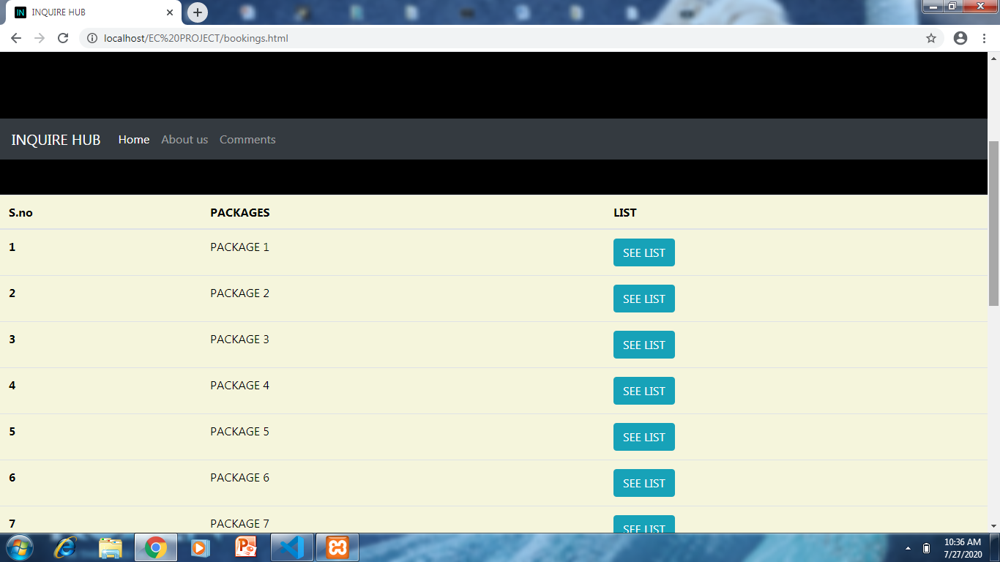 INQUIRE HUB
localhost/EC%20PROJECT/bookings.html
INQUIRE HUB Home About us Comments
S.no PACKAGES LIST
1 PACKAGE 1 SEE LIST
2 PACKAGE 2 SEE LIST
3 PACKAGE 3 SEE LIST
4 PACKAGE 4 SEE LIST
5 PACKAGE 5 SEE LIST
6 PACKAGE 6 SEE LIST
7 PACKAGE 7 SEE LIST
10:36 AM
7/27/2020